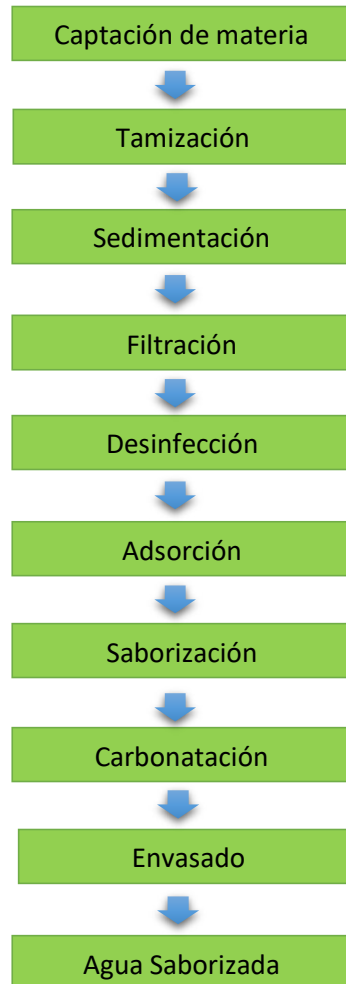 Captación de materia
Tamización
Sedimentación
Filtración
Desinfección
Adsorción
Saborización
Carbonatación
Envasado
Agua Saborizada